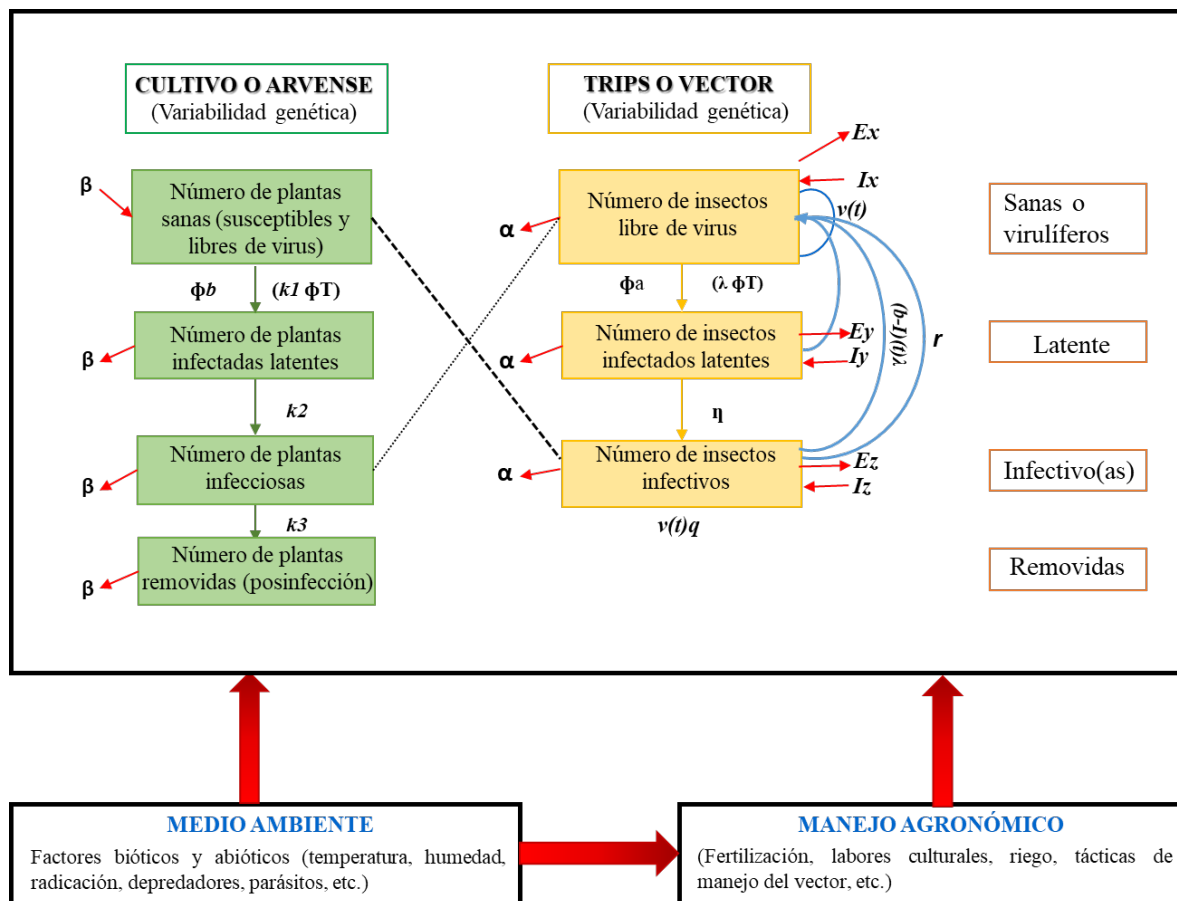 CULTIVO O ARVENSE
(Variabilidad genética)
TRIPS O VECTOR
(Variabilidad genética)
Ex
β
Número de plantas
sanas (susceptibles y
libres de virus)
α
Número de insectos
libre de virus
Ix
v(t)
Sanas o
virulíferos
ϕb
(k1 ϕT)
ϕa
(λ ϕT)
β
Número de plantas
infectadas latentes
α
Número de insectos
infectados latentes
Ey
Iy
v(t)(1-q)
r
Latente
k2
η
β
Número de plantas
infecciosas
α
Número de insectos
infectivos
Ez
Iz
Infectivo(as)
k3
v(t)q
β
Número de plantas
removidas (posinfección)
Removidas
MEDIO AMBIENTE
Factores bióticos y abióticos (temperatura, humedad,
radicación, depredadores, parásitos, etc.)
MANEJO AGRONÓMICO
(Fertilización, labores culturales, riego, tácticas de
manejo del vector, etc.)